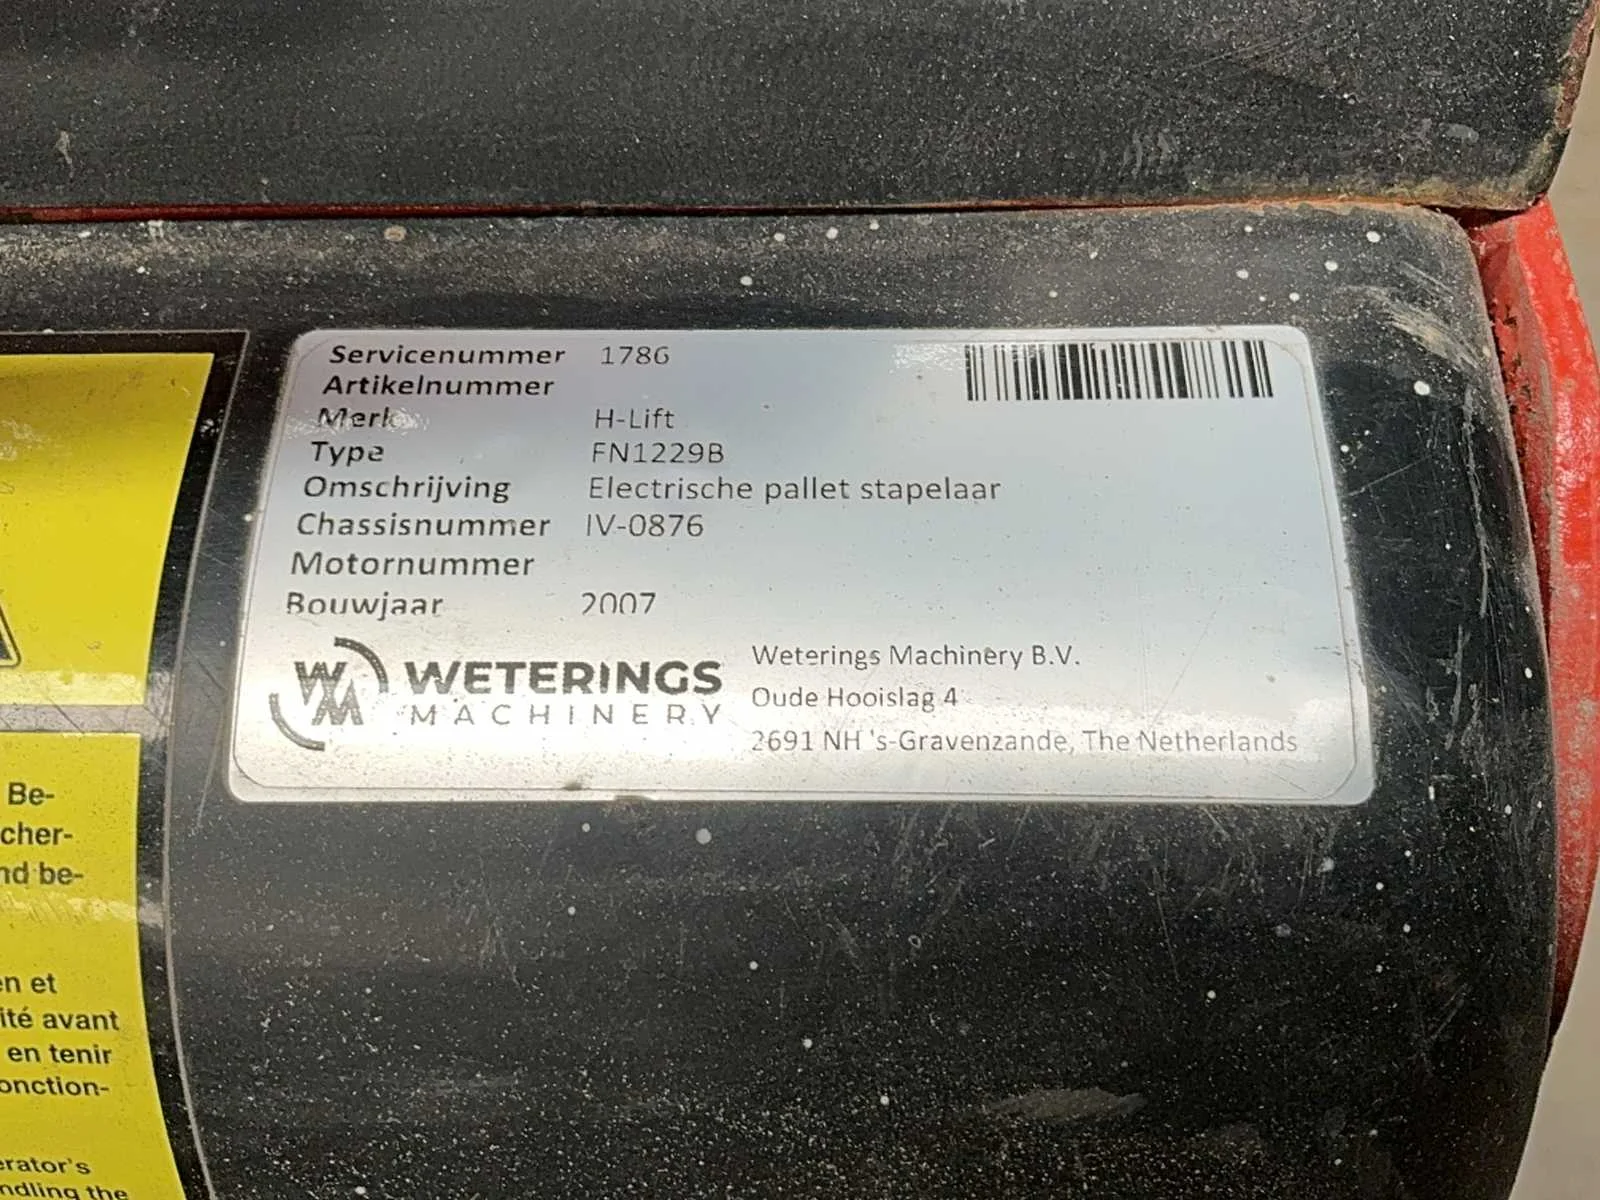 Servicenummer 1786
Artikelnummer
Merk H-Lift
Type FN1229B
Omschrijving Electrische pallet stapelaar
Chassisnummer IV-0876
Motornummer
Bouwjaar 2007
WM WETERINGS
MACHINERY
Weterings Machinery B.V.
Oude Hooislag 4
2691 NH 's-Gravenzande, The Netherlands
Be-
cher-
nd be-
en et
ité avant
en tenir
onction-
erator's
ndling the